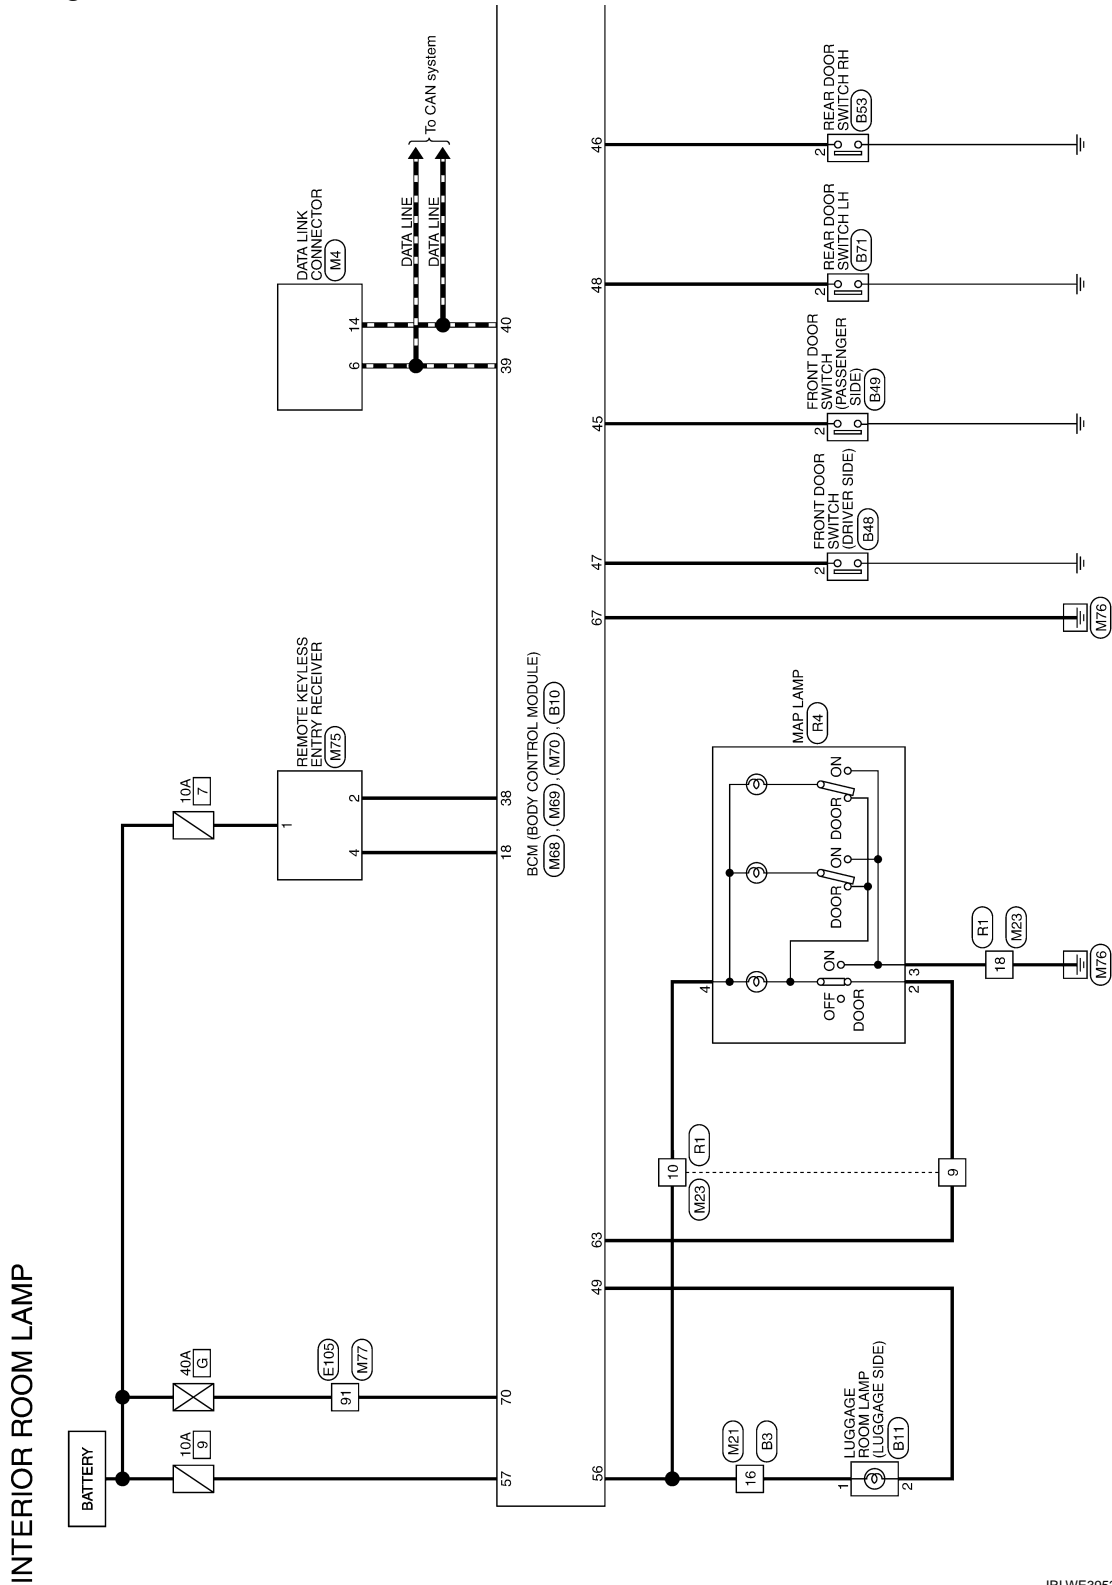 INTERIOR ROOM LAMP
BATTERY
10A
9
40A
G
E105
91
M77
57
70
10A
7
REMOTE KEYLESS
ENTRY RECEIVER
M75
1
4
2
18
38
DATA LINK
CONNECTOR
M4
6
14
39
40
DATA LINE
DATA LINE
To CAN system
BCM (BODY CONTROL MODULE)
M68 , M69 , M70 , B10
56
49
63
67
47
45
48
46
M21
16
B3
LUGGAGE
ROOM LAMP
(LUGGAGE SIDE)
B11
1
2
10
R1
M23
9
MAP LAMP
R4
4
OFF
ON
DOOR
DOOR
ON
DOOR
ON
2
3
R1
18
M23
M76
M76
FRONT DOOR
SWITCH
(DRIVER SIDE)
B48
2
FRONT DOOR
SWITCH
(PASSENGER
SIDE)
B49
2
REAR DOOR
SWITCH LH
B71
2
REAR DOOR
SWITCH RH
B53
2